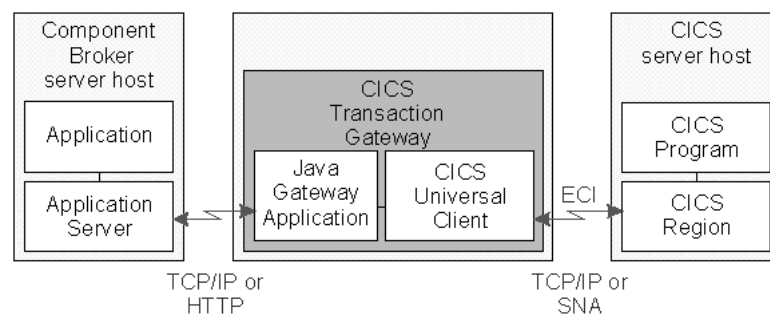 Component
Broker
server host
Application
Application
Server
CICS
Transaction
Gateway
Java
Gateway
Application
CICS
Universal
Client
CICS
server host
CICS
Program
CICS
Region
ECI
TCP/IP or
HTTP
TCP/IP or
SNA